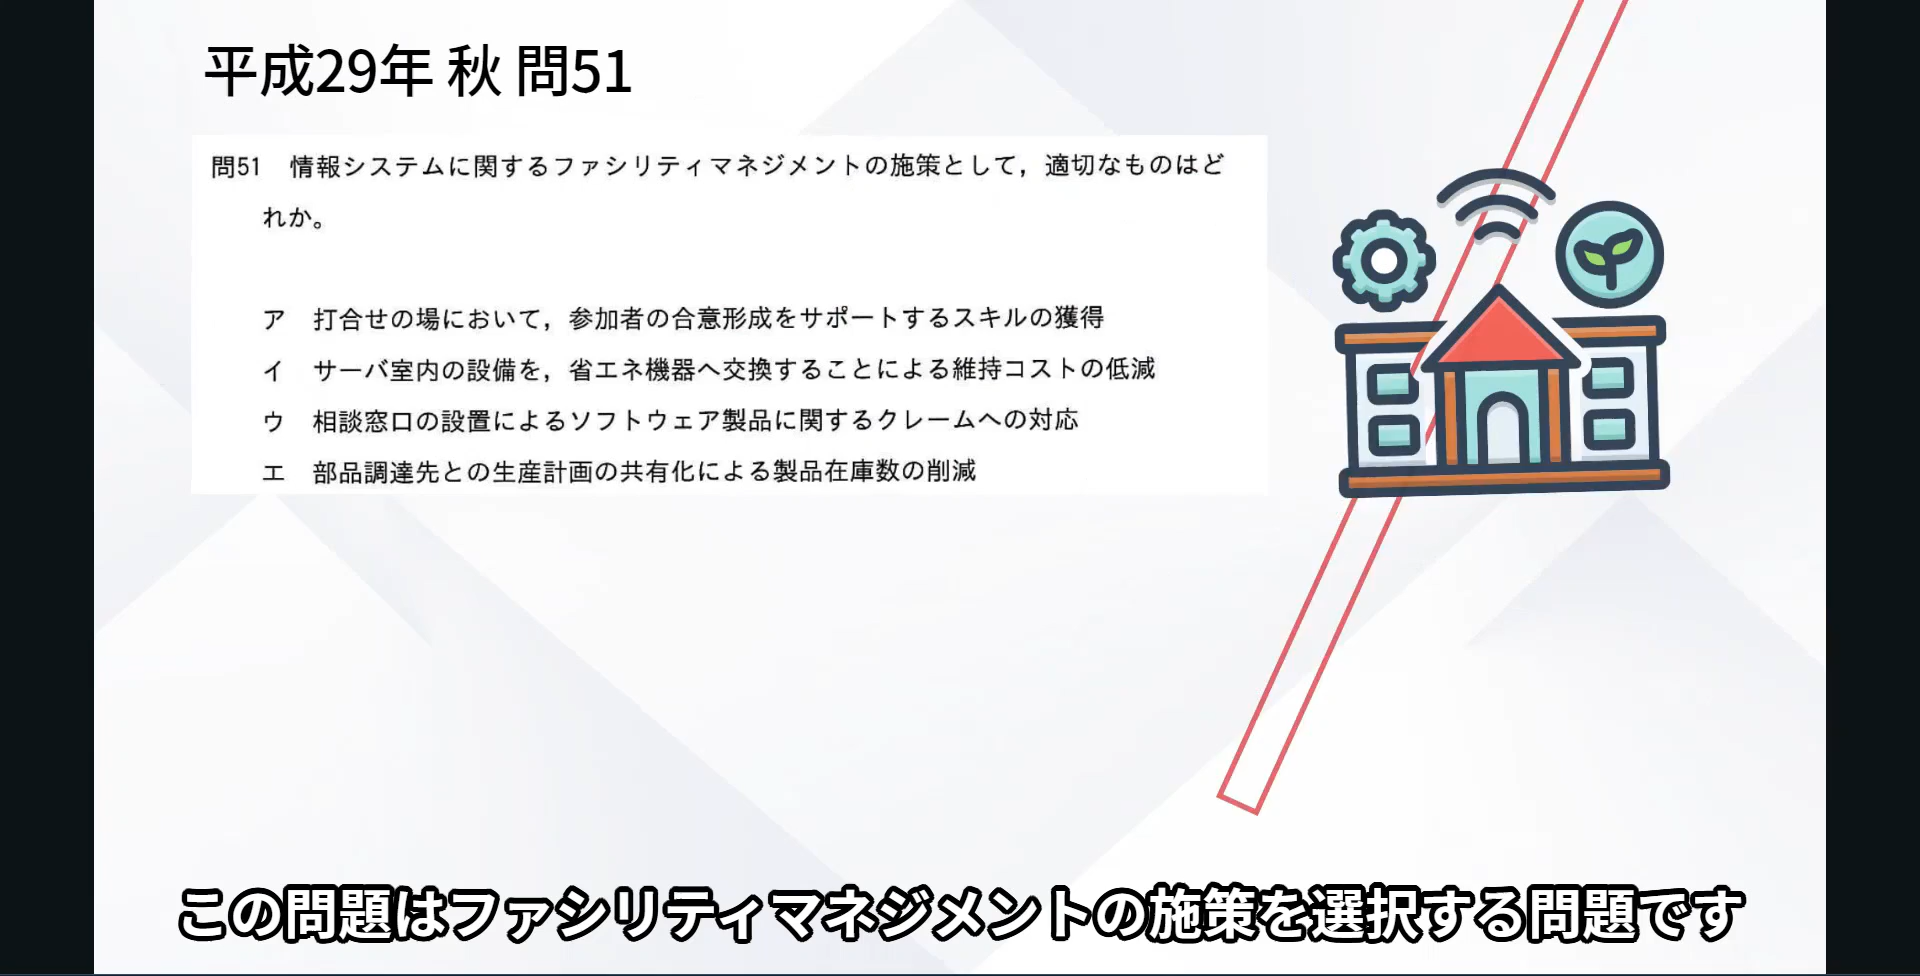 平成29年 秋 問51
問51　情報システムに関するファシリティマネジメントの施策として，適切なものはど
れか。
ア　打合せの場において，参加者の合意形成をサポートするスキルの獲得
イ　サーバ室内の設備を，省エネ機器へ交換することによる維持コストの低減
ウ　相談窓口の設置によるソフトウェア製品に関するクレームへの対応
エ　部品調達先との生産計画の共有化による製品在庫数の削減
この問題はファシリティマネジメントの施策を選択する問題です